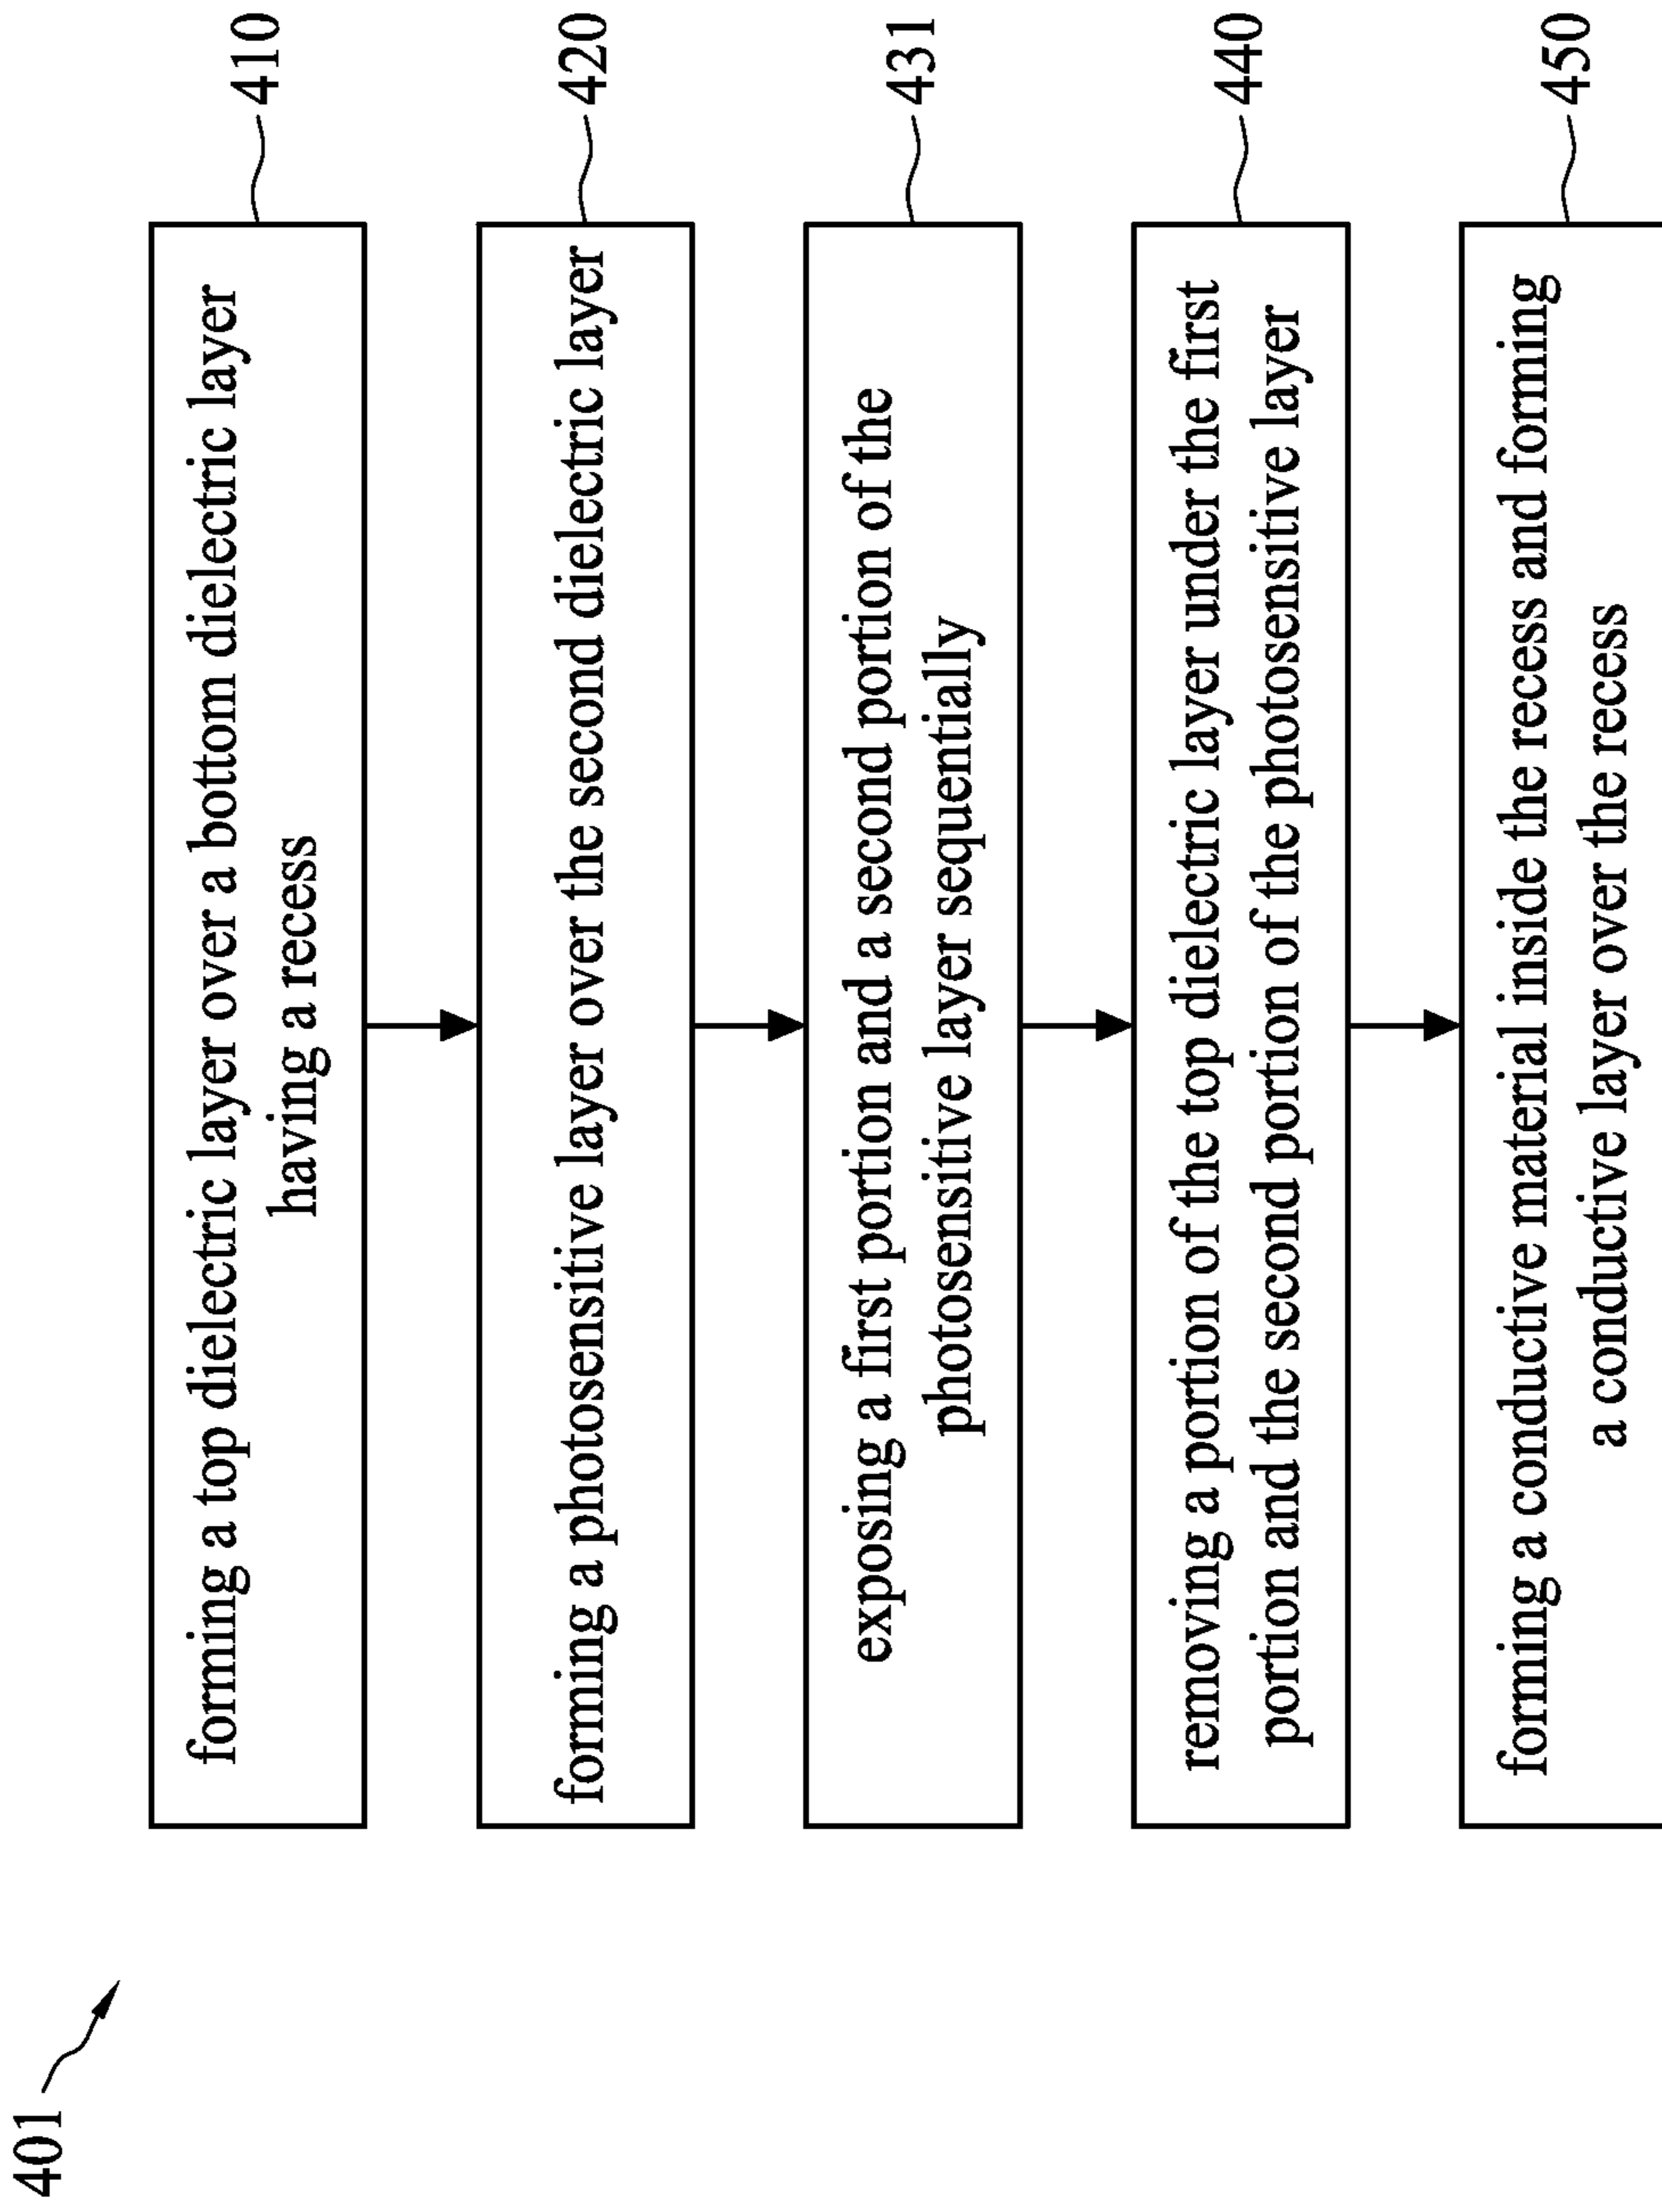 401
forming a top dielectric layer over a bottom dielectric layer
having a recess
410
forming a photosensitive layer over the second dielectric layer
420
exposing a first portion and a second portion of the
photosensitive layer sequentially
431
removing a portion of the top dielectric layer under the first
portion and the second portion of the photosensitive layer
440
forming a conductive material inside the recess and forming
a conductive layer over the recess
450